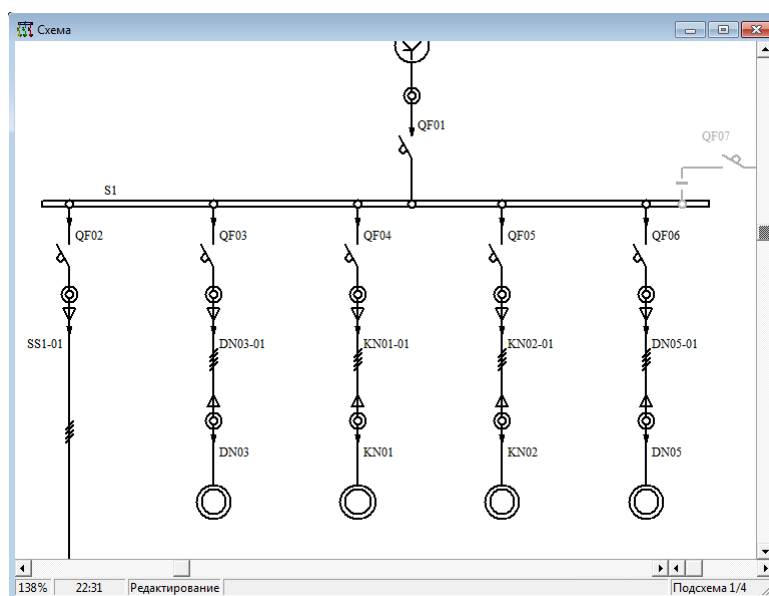 Схема
QF01
QF07
S1
QF02 QF03 QF04 QF05 QF06
SS1-01 DN03-01 KN01-01 KN02-01 DN05-01
DN03 KN01 KN02 DN05
138% 22:31 Редактирование Подсхема 1/4